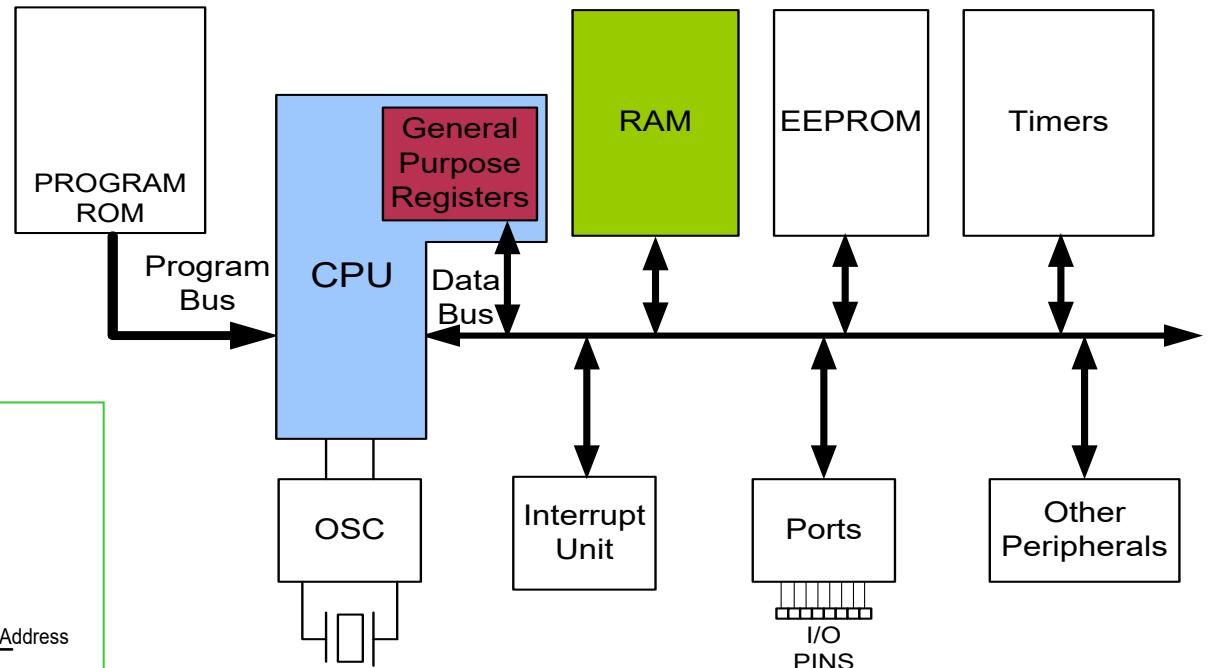 PROGRAM
ROM
Program
Bus
CPU
General
Purpose
Registers
Data
Bus
RAM
EEPROM
Timers
OSC
Interrupt
Unit
Ports
I/O
PINS
Other
Peripherals
Address